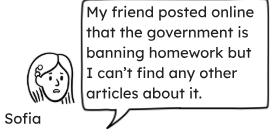 My friend posted online
that the government is
banning homework but
I can't find any other
articles about it.
Sofia